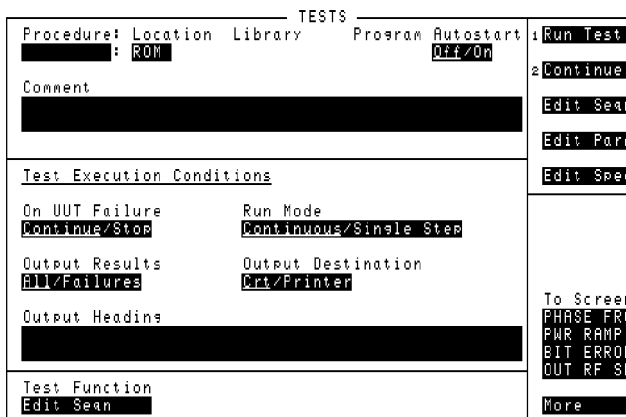 TESTS
Procedure: Location Library Program Autostart
: ROM Off/On
Comment
Test Execution Conditions
On UUT Failure Run Mode
Continue/Stop Continuous/Single Step
Output Results Output Destination
All/Failures Crt/Printer
Output Heading
Test Function
Edit Seqn
1 Run Test
2 Continue
Edit Seqn
Edit Par
Edit Spe
To Scree
PHASE FR
PWR RAMP
BIT ERRO
OUT RF S
More